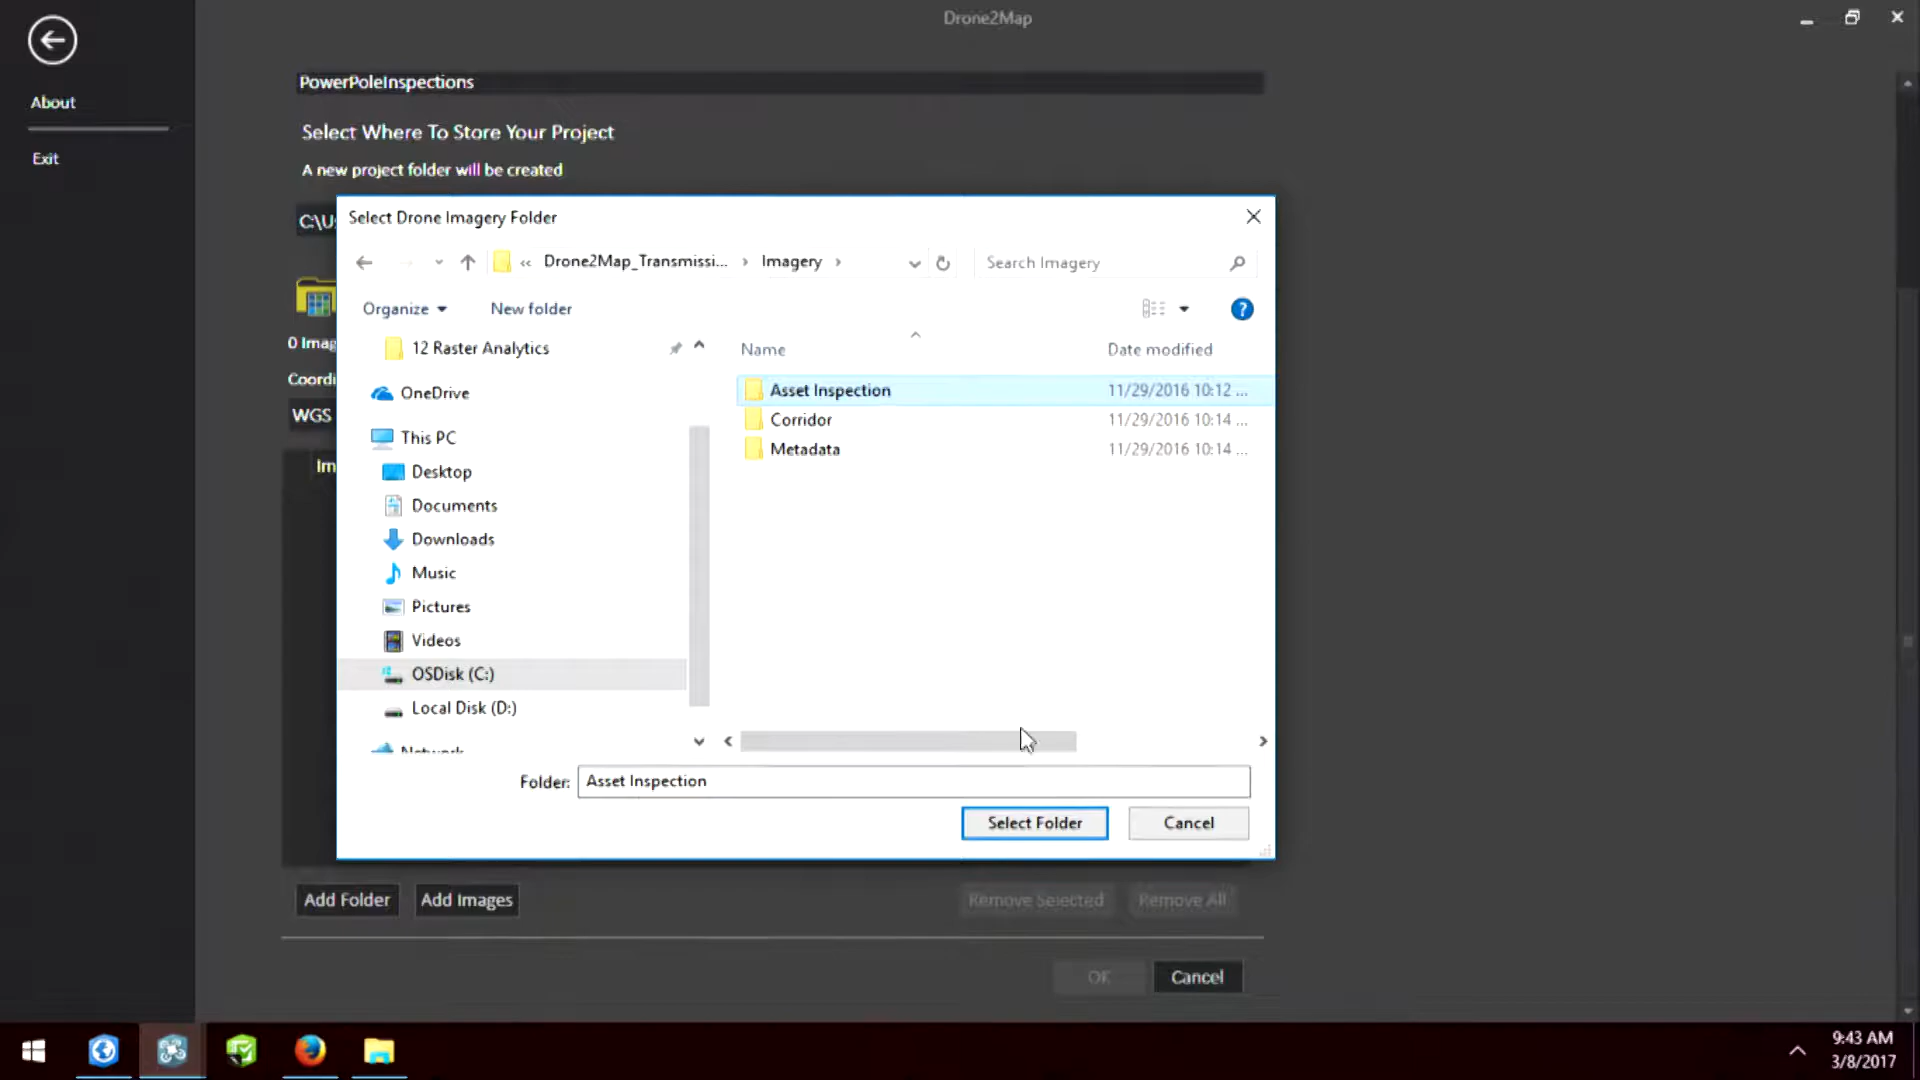 Drone2Map
About
Exit
PowerPoleInspections
Select Where To Store Your Project
A new project folder will be created
C:\U
Select Drone Imagery Folder
« Drone2Map_Transmissi... › Imagery ›
Search Imagery
Organize
New folder
12 Raster Analytics
OneDrive
This PC
Desktop
Documents
Downloads
Music
Pictures
Videos
OSDisk (C:)
Local Disk (D:)
Network
Name
Date modified
Asset Inspection 11/29/2016 10:12 ...
Corridor 11/29/2016 10:14 ...
Metadata 11/29/2016 10:14 ...
Folder: Asset Inspection
Select Folder
Cancel
0 Imag
Coordi
WGS
Im
Add Folder
Add Images
Remove Selected
Remove All
OK
Cancel
9:43 AM
3/8/2017